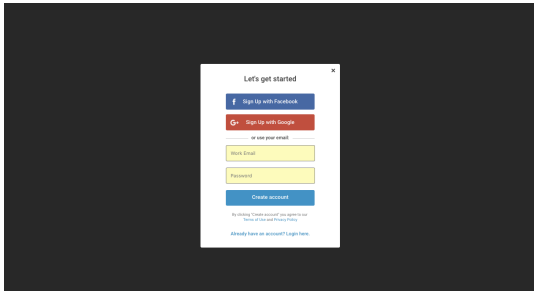 ×
Let's get started
f Sign Up with Facebook
G+ Sign Up with Google
or use your email:
Work Email
Password
Create account
By clicking "Create account" you agree to our
Terms of Use and Privacy Policy
Already have an account? Login here.